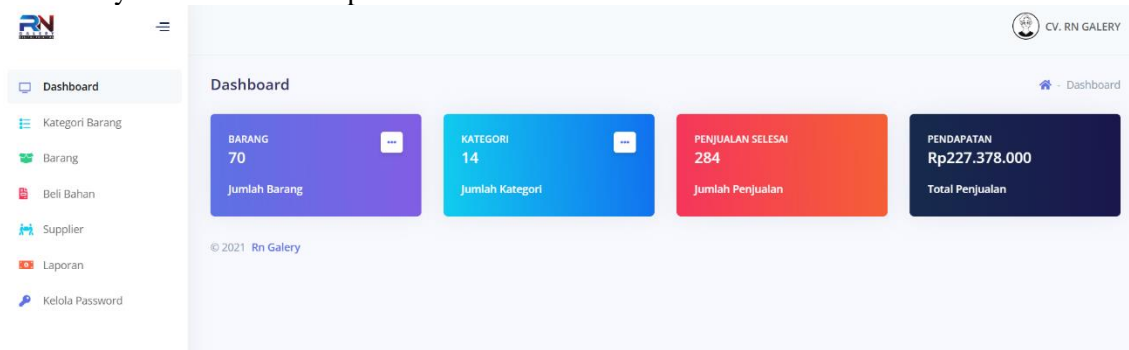 RN
CV. RN GALERY
Dashboard
Kategori Barang
Barang
Beli Bahan
Supplier
Laporan
Kelola Password
Dashboard
- Dashboard
BARANG
70
Jumlah Barang
KATEGORI
14
Jumlah Kategori
PENJUALAN SELESAI
284
Jumlah Penjualan
PENDAPATAN
Rp227.378.000
Total Penjualan
© 2021 Rn Galery